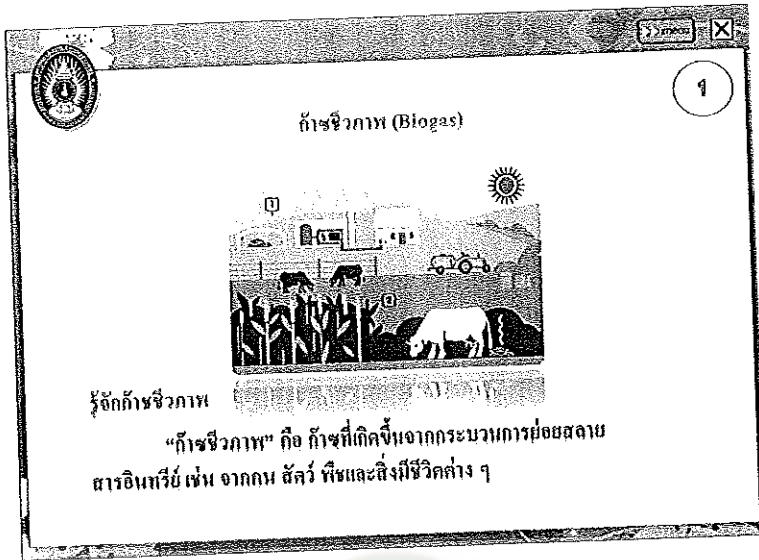 menu
1
ก๊าซชีวภาพ (Biogas)
1
2
รู้จักก๊าซชีวภาพ
“ก๊าซชีวภาพ” คือ ก๊าซที่เกิดขึ้นจากกระบวนการย่อยสลาย
สารอินทรีย์ เช่น จากคน สัตว์ พืชและสิ่งมีชีวิตต่าง ๆ